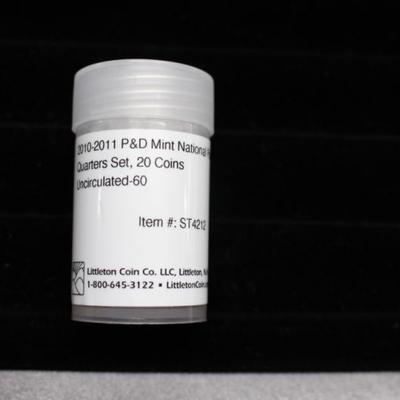 2010-2011 P&D Mint National
Quarters Set, 20 Coins
Uncirculated-60
Item #: ST4212
Littleton Coin Co. LLC, Littleton,
1-800-645-3122 • LittletonCoin